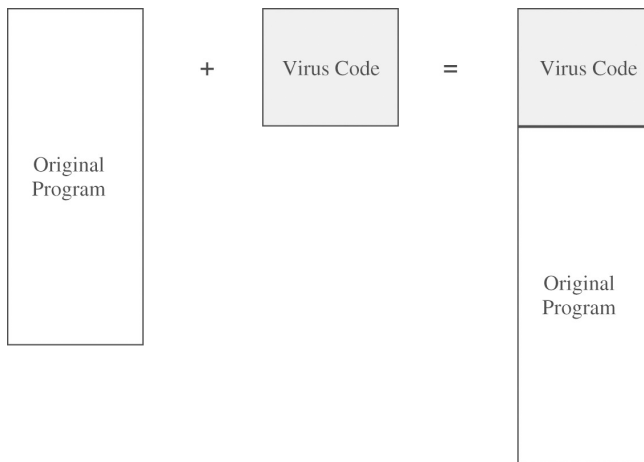 Original
Program
+
Virus Code
=
Virus Code
Original
Program